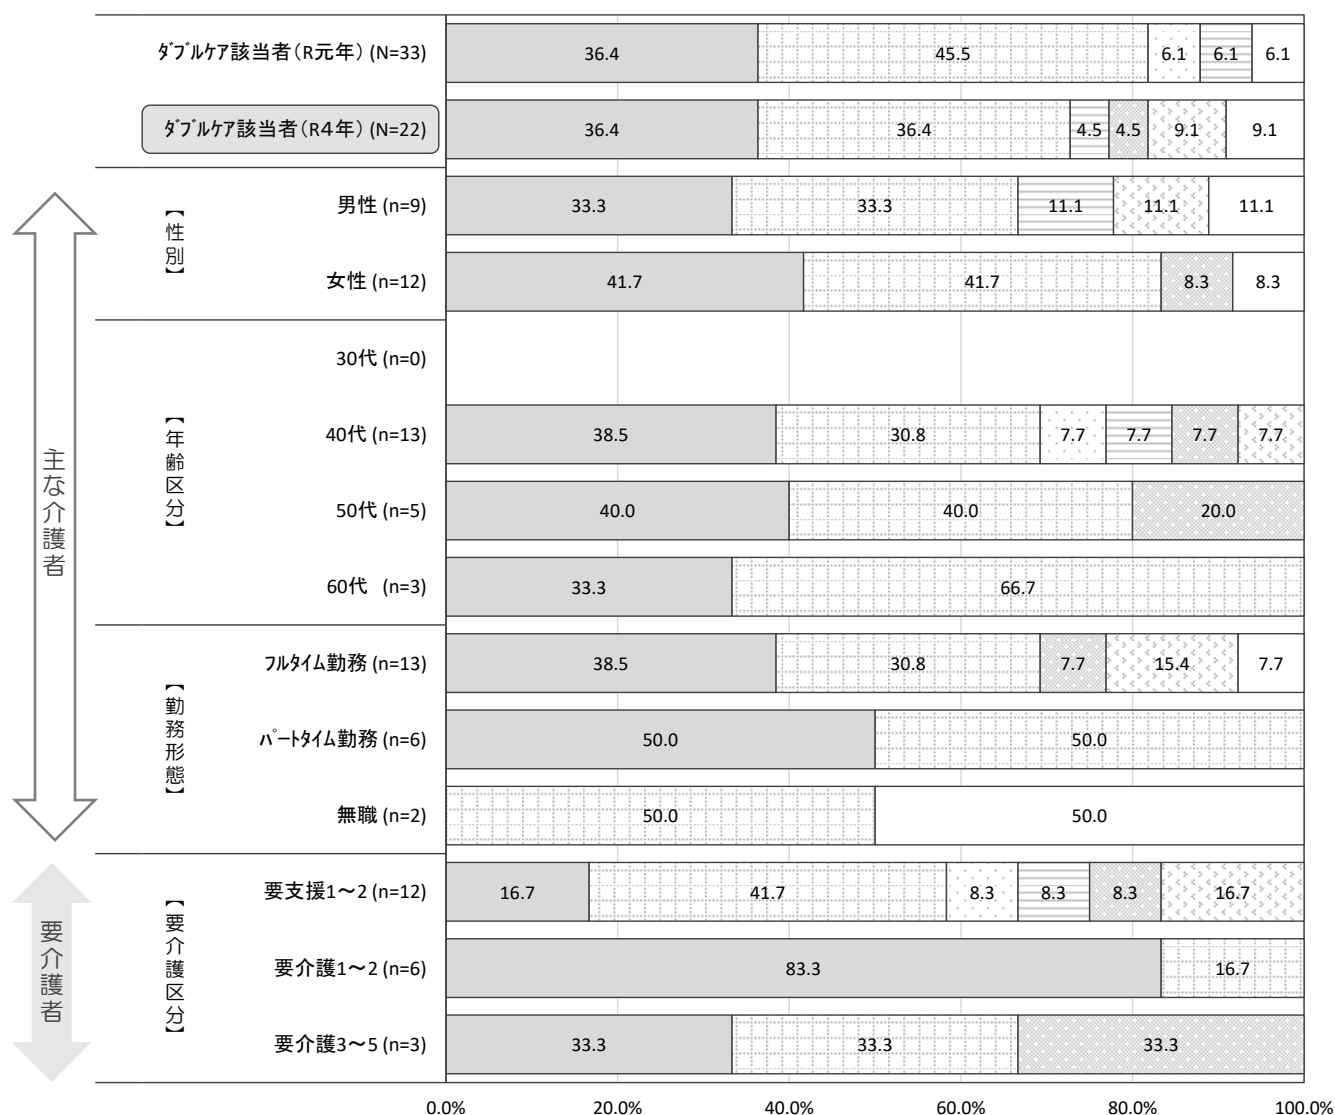 ﾀﾞﾌﾞﾙｹｱ該当者（R元年）(N=33) 36.4 45.5 6.1 6.1 6.1
ﾀﾞﾌﾞﾙｹｱ該当者（R4年）(N=22) 36.4 36.4 4.5 4.5 9.1 9.1
主な介護者
【性別】
男性 (n=9) 33.3 33.3 11.1 11.1 11.1
女性 (n=12) 41.7 41.7 8.3 8.3
【年齢区分】
30代 (n=0)
40代 (n=13) 38.5 30.8 7.7 7.7 7.7 7.7
50代 (n=5) 40.0 40.0 20.0
60代 (n=3) 33.3 66.7
【勤務形態】
ﾌﾙﾀｲﾑ勤務 (n=13) 38.5 30.8 7.7 15.4 7.7
ﾊﾟｰﾄﾀｲﾑ勤務 (n=6) 50.0 50.0
無職 (n=2) 50.0 50.0
要介護者
【要介護区分】
要支援1～2 (n=12) 16.7 41.7 8.3 8.3 8.3 16.7
要介護1～2 (n=6) 83.3 16.7
要介護3～5 (n=3) 33.3 33.3 33.3
0.0% 20.0% 40.0% 60.0% 80.0% 100.0%